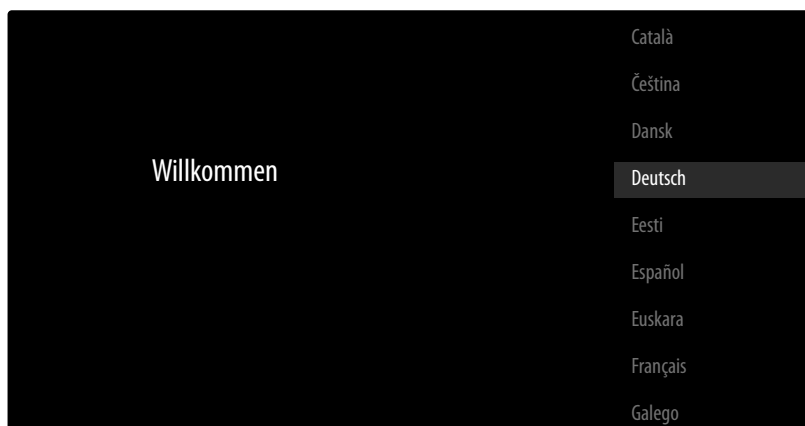 Willkommen
Català
Čeština
Dansk
Deutsch
Eesti
Español
Euskara
Français
Galego